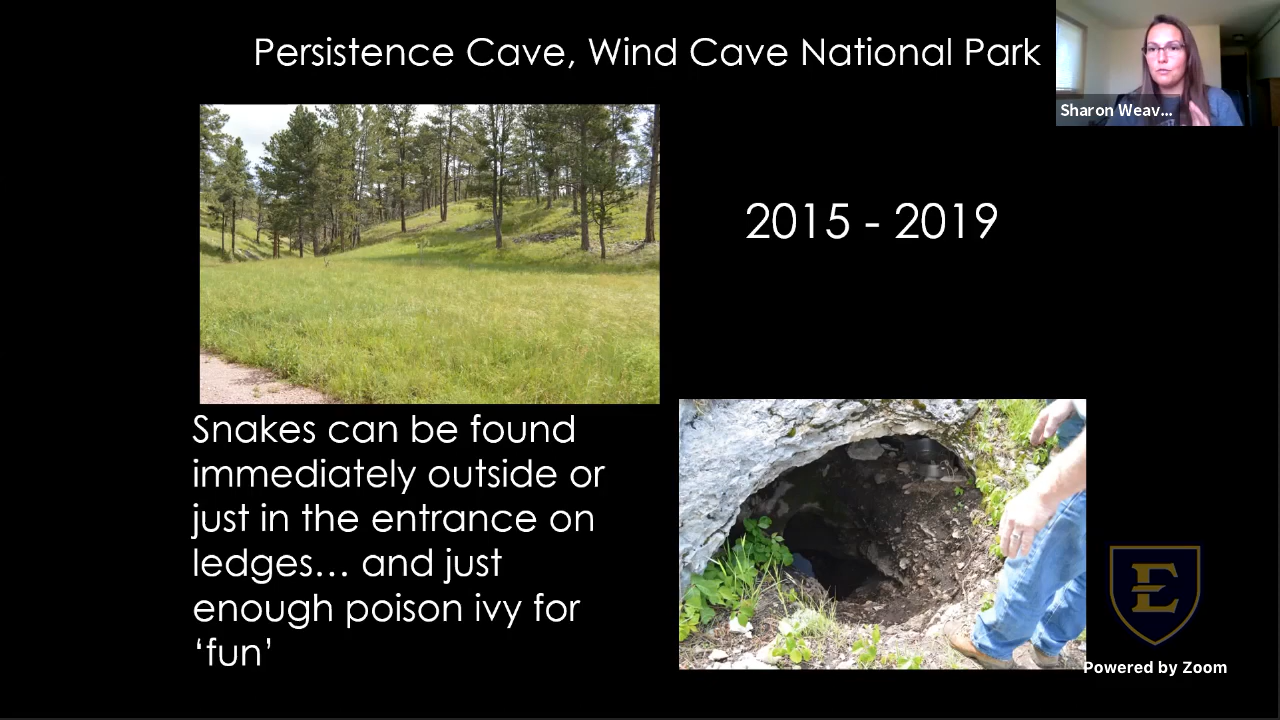 Persistence Cave, Wind Cave National Park
Sharon Weav...
2015 - 2019
Snakes can be found
immediately outside or
just in the entrance on
ledges... and just
enough poison ivy for
‘fun’
E
Powered by Zoom